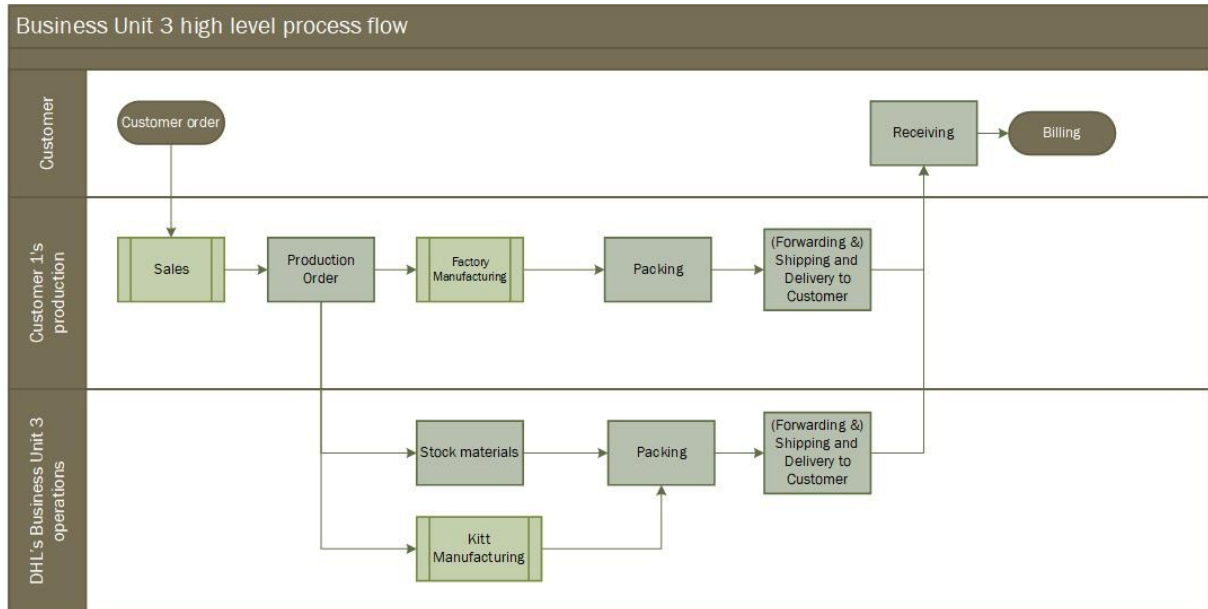 Business Unit 3 high level process flow
Customer
Customer order
Receiving
Billing
Customer 1's
production
Sales
Production
Order
Factory
Manufacturing
Packing
(Forwarding &)
Shipping and
Delivery to
Customer
DHL's Business Unit 3
operations
Stock materials
Packing
(Forwarding &)
Shipping and
Delivery to
Customer
Kitt
Manufacturing